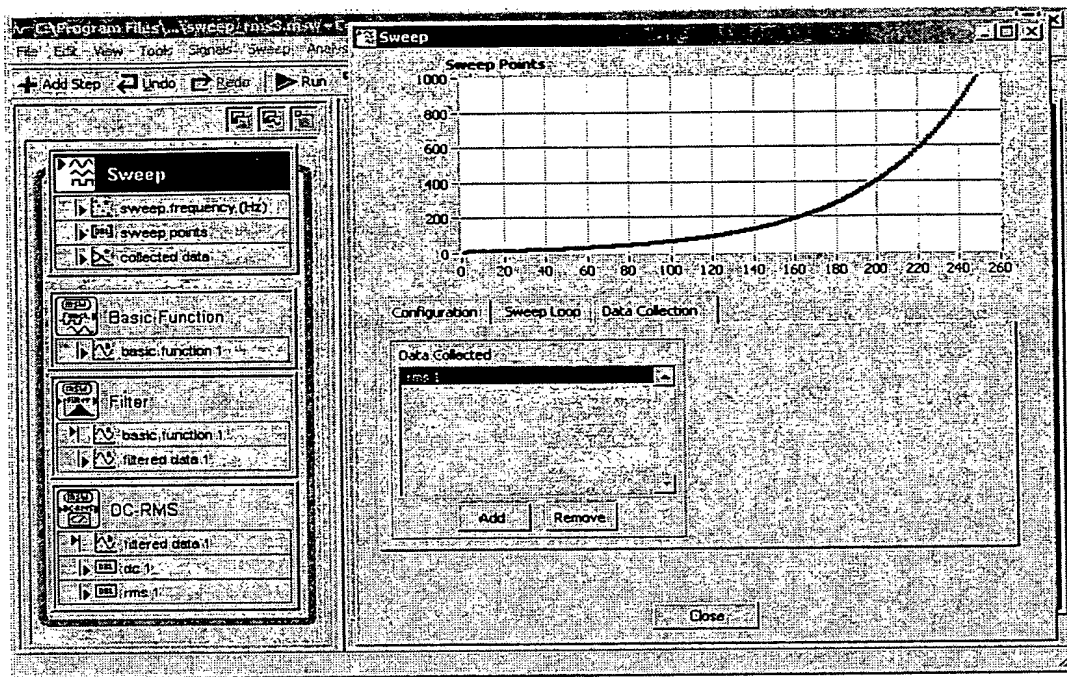 C:\Program Files\...\sweep\rms3.msw
File Edit View Tools Signals Sweep
Add Step Undo Redo Run
Sweep
sweep frequency (Hz)
sweep points
collected data
Basic Function
basic function 1
Filter
basic function 1
filtered data 1
DC-RMS
filtered data 1
dc 1
rms 1
Sweep
Sweep Points
1000
800
600
400
200
0
0 20 40 60 80 100 120 140 160 180 200 220 240 260
Configuration Sweep Loop Data Collection
Data Collected
rms 1
Add Remove
Close